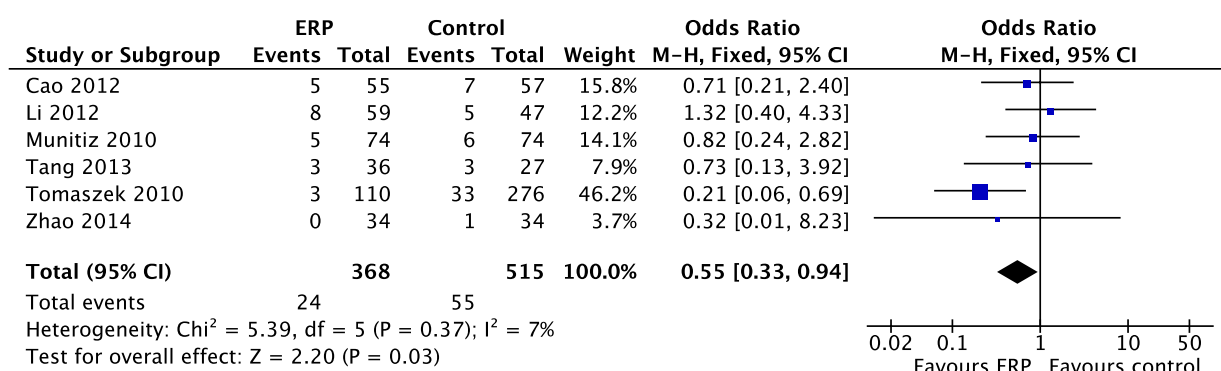 ERP Control Odds Ratio Odds Ratio
Study or Subgroup Events Total Events Total Weight M-H, Fixed, 95% CI M-H, Fixed, 95% CI
Cao 2012 5 55 7 57 15.8% 0.71 [0.21, 2.40]
Li 2012 8 59 5 47 12.2% 1.32 [0.40, 4.33]
Munitiz 2010 5 74 6 74 14.1% 0.82 [0.24, 2.82]
Tang 2013 3 36 3 27 7.9% 0.73 [0.13, 3.92]
Tomaszek 2010 3 110 33 276 46.2% 0.21 [0.06, 0.69]
Zhao 2014 0 34 1 34 3.7% 0.32 [0.01, 8.23]
Total (95% CI) 368 515 100.0% 0.55 [0.33, 0.94]
Total events 24 55
Heterogeneity: Chi² = 5.39, df = 5 (P = 0.37); I² = 7%
Test for overall effect: Z = 2.20 (P = 0.03)
0.02 0.1 1 10 50
Favours ERP Favours control